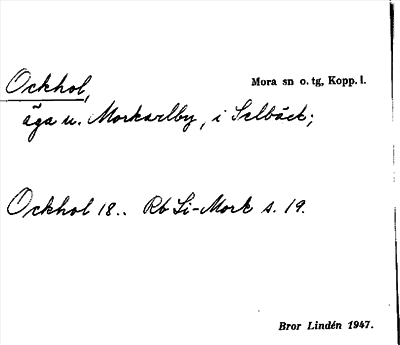 Ockhol,
Mora sn o. tg, Kopp. l.
äga u. Morkarlby, i Selbäck;
Ockhol 18.. Rb Li-Mork s. 19.
Bror Lindén 1947.